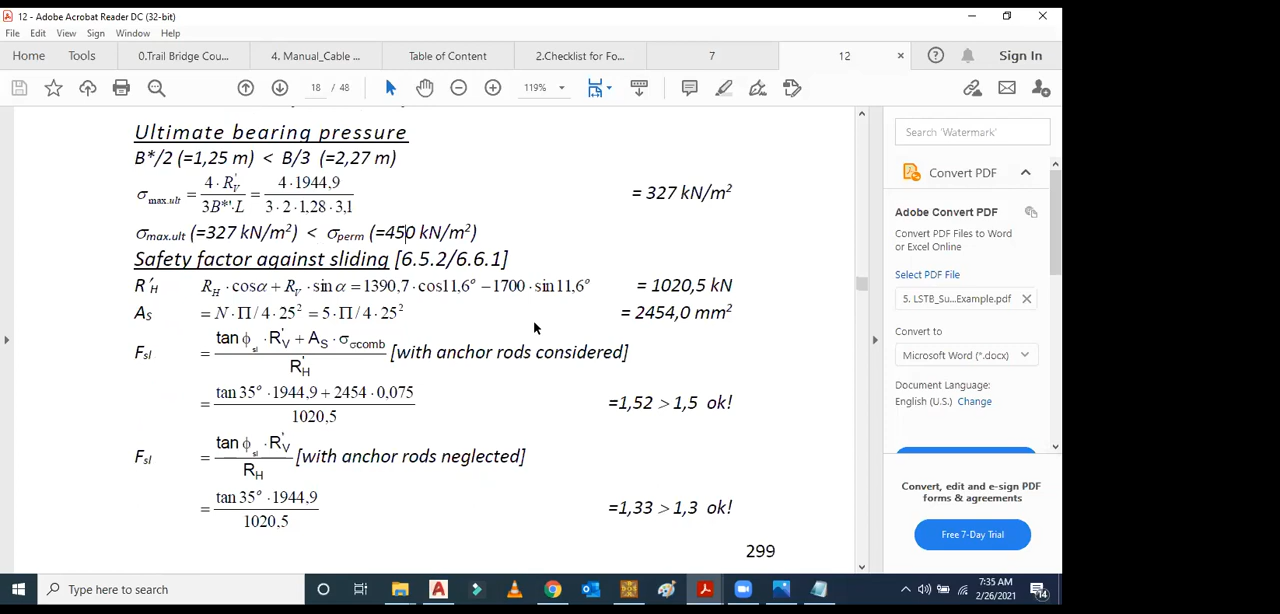 12 - Adobe Acrobat Reader DC (32-bit)
File Edit View Sign Window Help
Home Tools 0.Trail Bridge Cou... 4. Manual_Cable ... Table of Content 2.Checklist for Fo... 7 12 Sign In
18 / 48 119%
Ultimate bearing pressure
B*/2 (=1,25 m) < B/3 (=2,27 m)
σmax.ult = 4·R'V / 3B*'·L = 4·1944,9 / 3·2·1,28·3,1 = 327 kN/m²
σmax.ult (=327 kN/m²) < σperm (=450 kN/m²)
Safety factor against sliding [6.5.2/6.6.1]
R'H RH·cosα + RV·sinα = 1390,7·cos11,6° −1700·sin11,6° = 1020,5 kN
AS = N·Π/4·25² = 5·Π/4·25² = 2454,0 mm²
Fsl = tan ϕsl·R'V + AS·σσcomb / R'H [with anchor rods considered]
= tan 35°·1944,9 + 2454·0,075 / 1020,5 =1,52 > 1,5 ok!
Fsl = tan ϕsl·R'V / RH [with anchor rods neglected]
= tan 35°·1944,9 / 1020,5 =1,33 > 1,3 ok!
299
Search 'Watermark'
Convert PDF
Adobe Convert PDF
Convert PDF Files to Word
or Excel Online
Select PDF File
5. LSTB_Su...Example.pdf
Convert to
Microsoft Word (*.docx)
Document Language:
English (U.S.) Change
Convert, edit and e-sign PDF
forms & agreements
Free 7-Day Trial
Type here to search
7:35 AM
2/26/2021
14